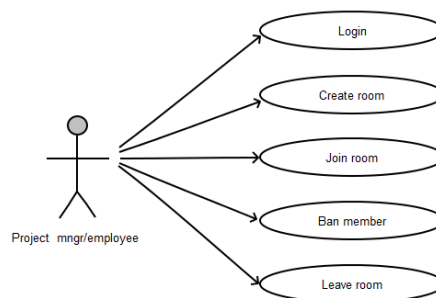 Login
Create room
Join room
Ban member
Project mngr/employee
Leave room